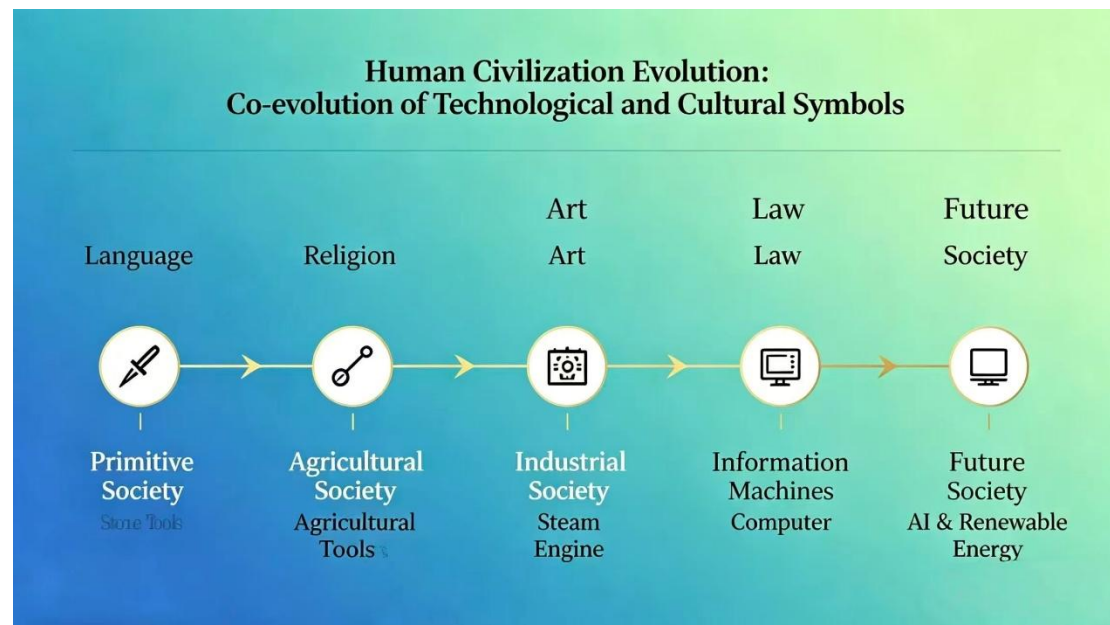 Human Civilization Evolution:
Co-evolution of Technological and Cultural Symbols
Art
Law
Future
Language
Religion
Art
Law
Society
Primitive
Society
Agricultural
Society
Agricultural
Tools
Industrial
Society
Steam
Engine
Information
Machines
Computer
Future
Society
AI & Renewable
Energy